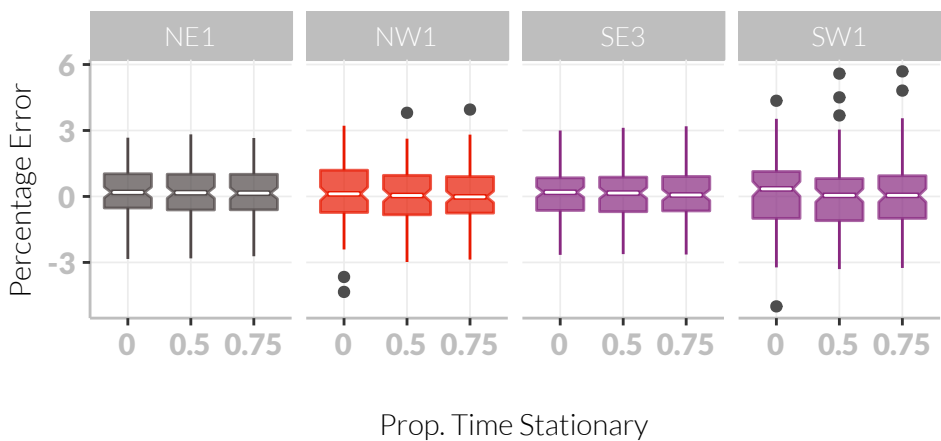 NE1 NW1 SE3 SW1
Percentage Error
6
3
0
-3
0 0.5 0.75 0 0.5 0.75 0 0.5 0.75 0 0.5 0.75
Prop. Time Stationary